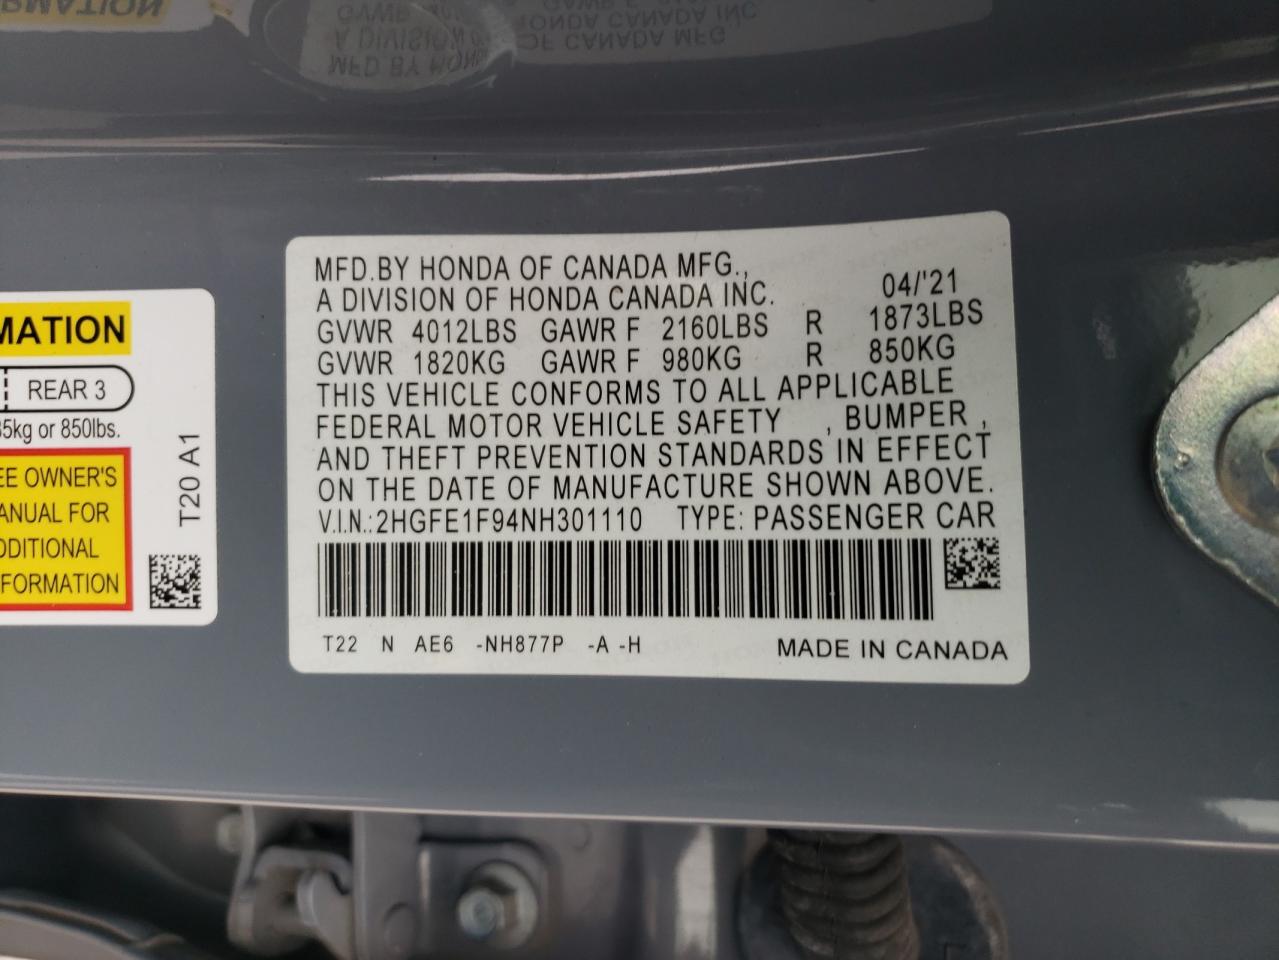 MATION
REAR 3
85kg or 850lbs.
EE OWNER'S
ANUAL FOR
DDITIONAL
FORMATION
T20 A1
MFD.BY HONDA OF CANADA MFG.,
A DIVISION OF HONDA CANADA INC. 04/'21
GVWR 4012LBS GAWR F 2160LBS R 1873LBS
GVWR 1820KG GAWR F 980KG R 850KG
THIS VEHICLE CONFORMS TO ALL APPLICABLE
FEDERAL MOTOR VEHICLE SAFETY , BUMPER ,
AND THEFT PREVENTION STANDARDS IN EFFECT
ON THE DATE OF MANUFACTURE SHOWN ABOVE.
V.I.N.:2HGFE1F94NH301110 TYPE: PASSENGER CAR
T22 N AE6 -NH877P -A -H MADE IN CANADA